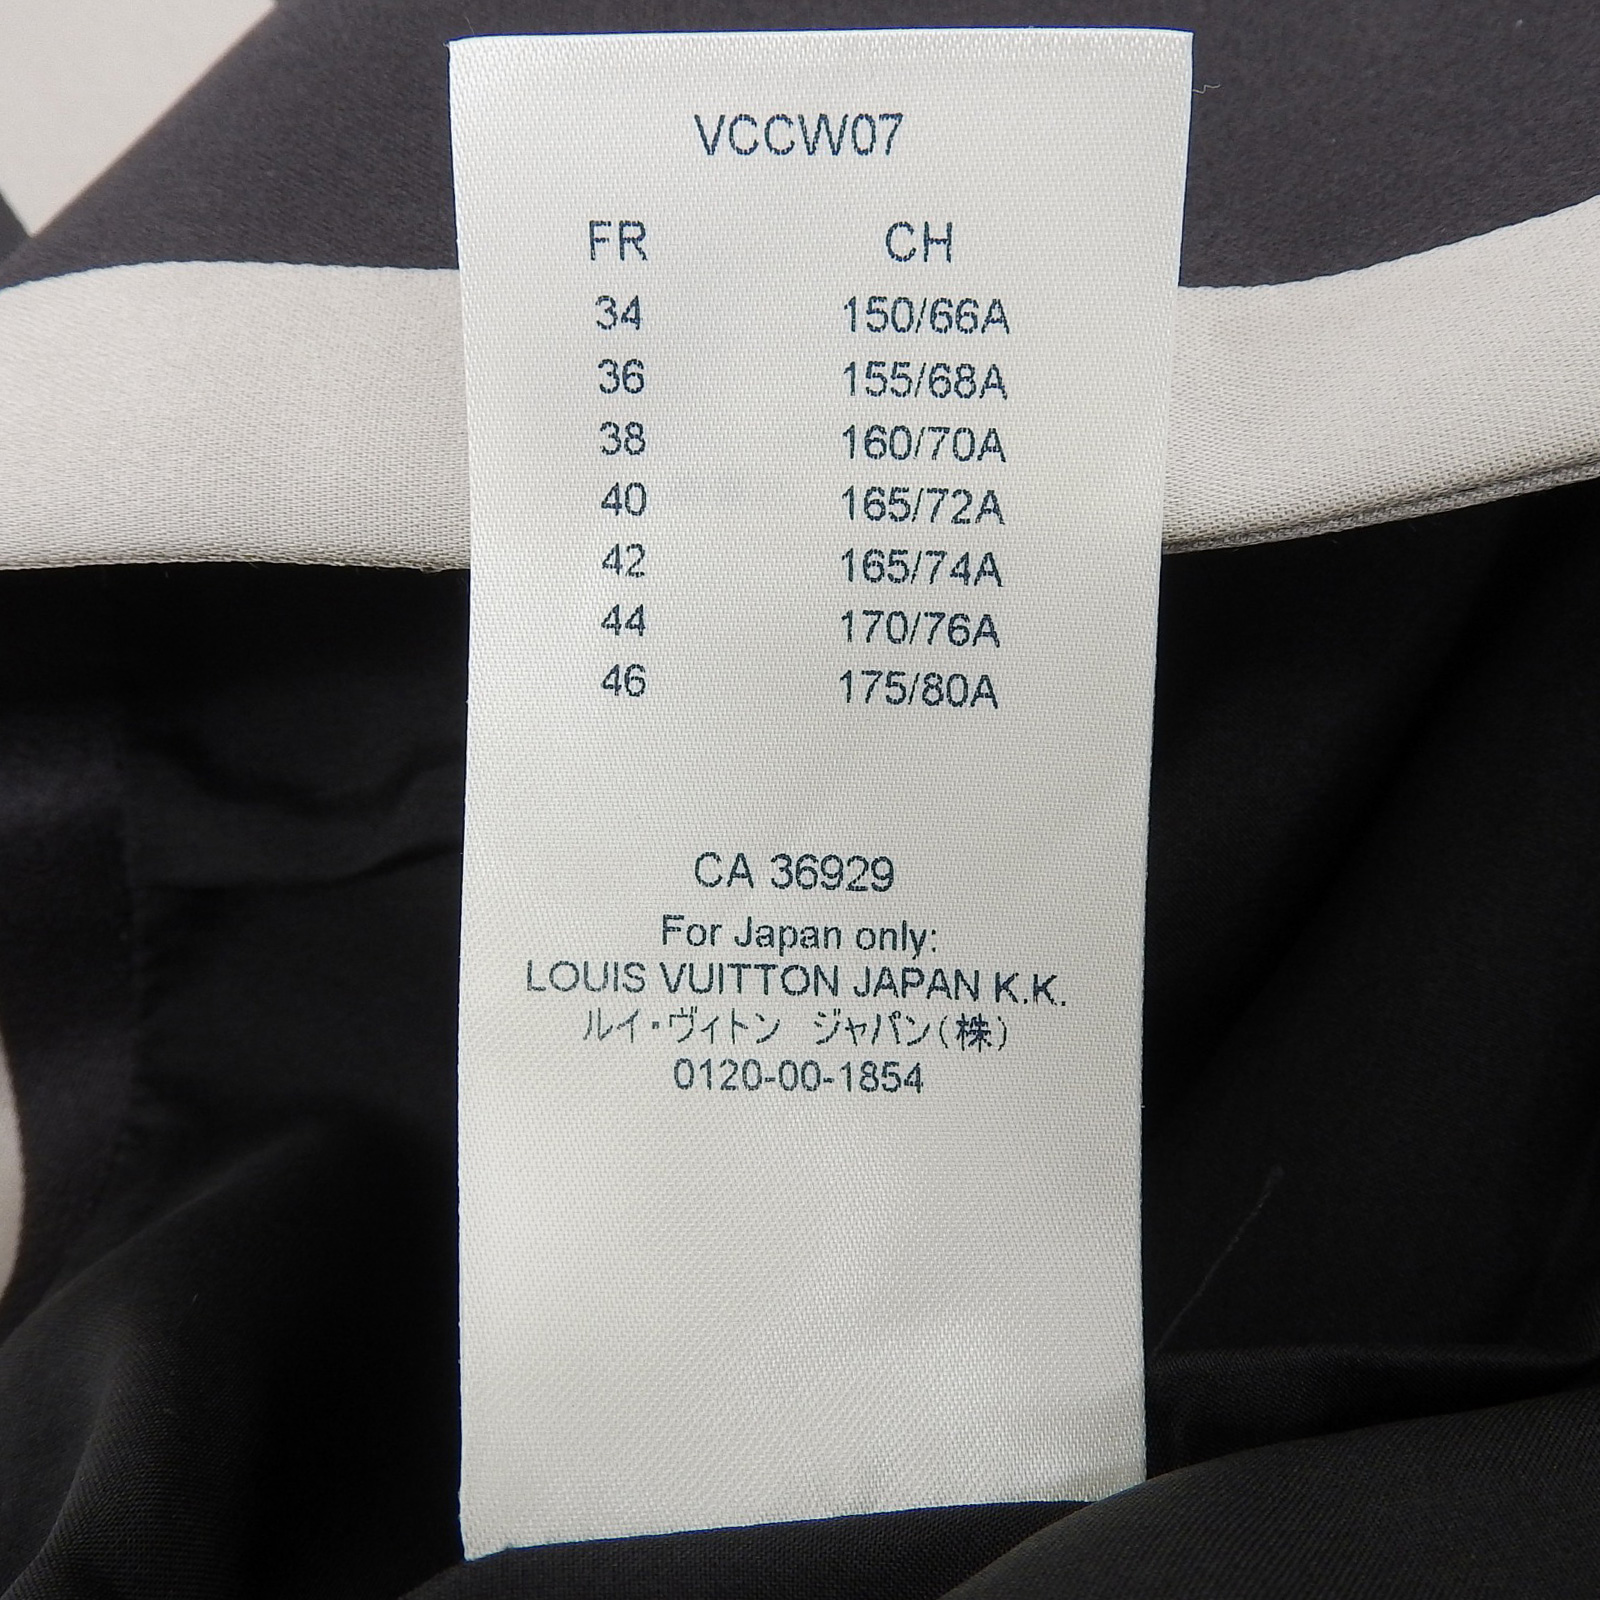 VCCW07
FR CH
34 150/66A
36 155/68A
38 160/70A
40 165/72A
42 165/74A
44 170/76A
46 175/80A
CA 36929
For Japan only:
LOUIS VUITTON JAPAN K.K.
ルイ・ヴィトン ジャパン(株)
0120-00-1854